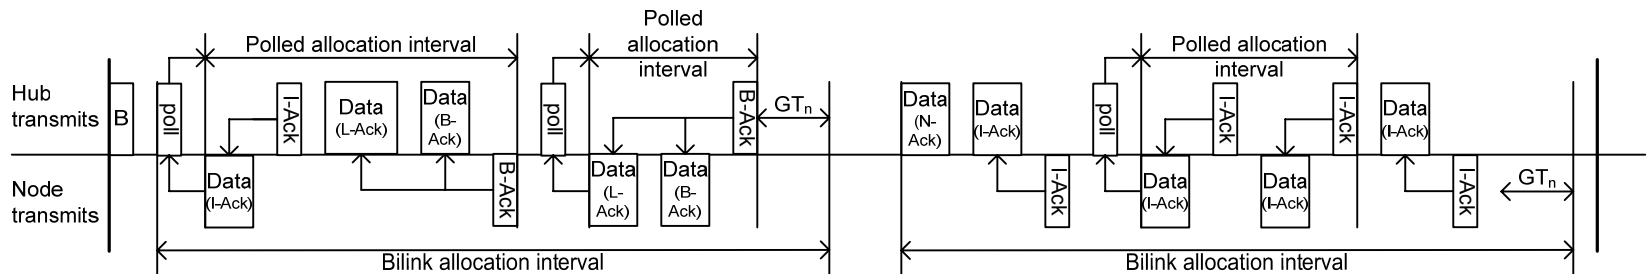 Polled
Polled allocation interval
allocation
interval
Polled allocation
interval
Hub
transmits
B
poll
I-Ack
Data
(L-Ack)
Data
(B-
Ack)
poll
B-Ack
GTn
Data
(N-
Ack)
Data
(I-Ack)
poll
I-Ack
I-Ack
Data
(I-Ack)
Node
transmits
Data
(I-Ack)
B-Ack
Data
(L-
Ack)
Data
(B-
Ack)
I-Ack
Data
(I-Ack)
Data
(I-Ack)
I-Ack
GTn
Bilink allocation interval
Bilink allocation interval